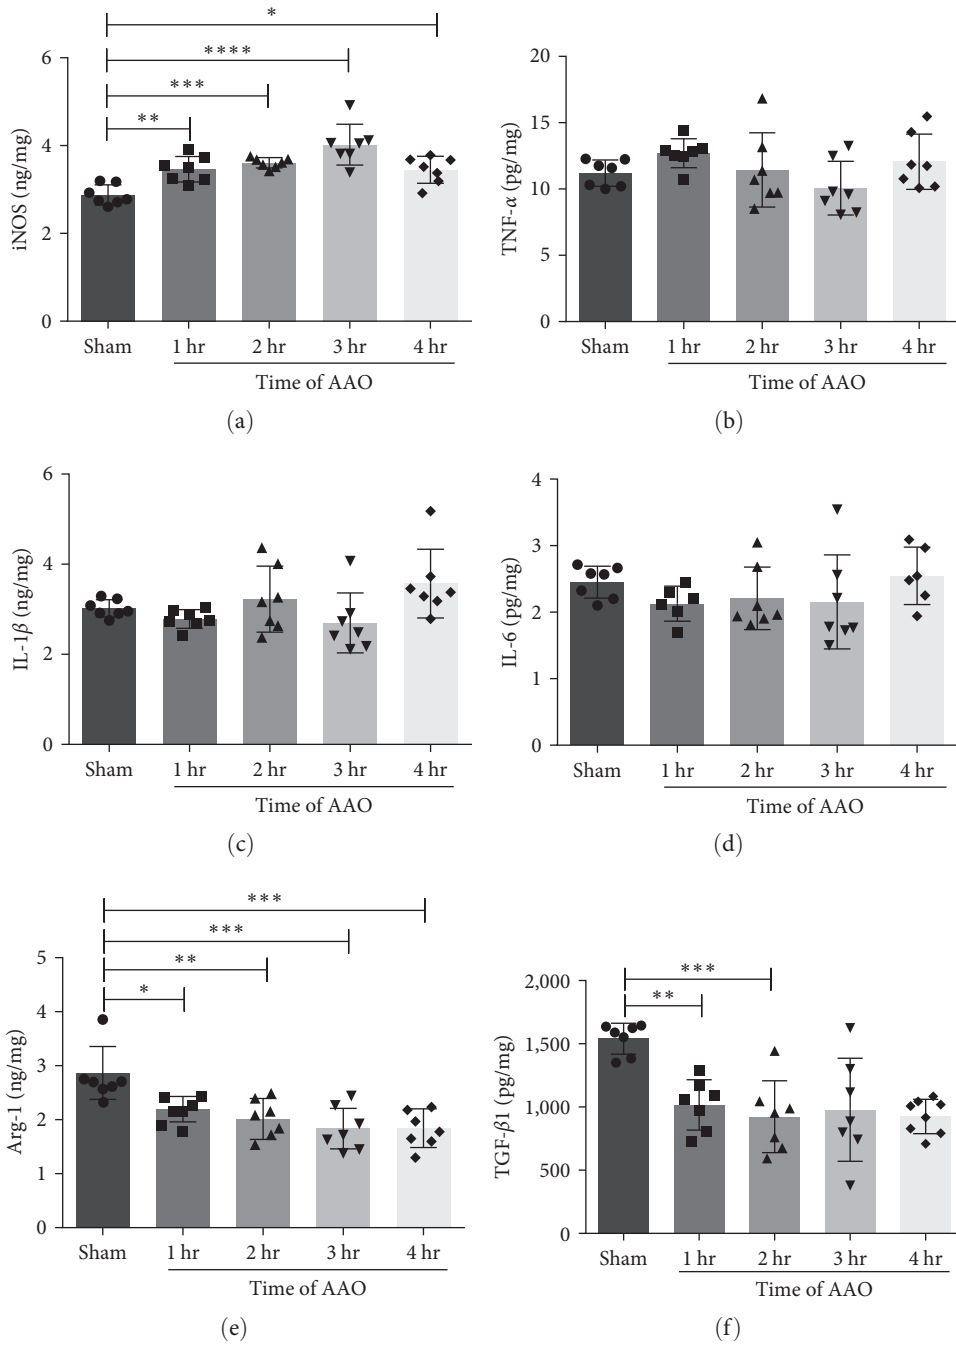 *
****
***
**
iNOS (ng/mg)
6
4
2
0
Sham 1 hr 2 hr 3 hr 4 hr
Time of AAO
(a)
TNF-α (pg/mg)
20
15
10
5
0
Sham 1 hr 2 hr 3 hr 4 hr
Time of AAO
(b)
IL-1β (ng/mg)
6
4
2
0
Sham 1 hr 2 hr 3 hr 4 hr
Time of AAO
(c)
IL-6 (pg/mg)
4
3
2
1
0
Sham 1 hr 2 hr 3 hr 4 hr
Time of AAO
(d)
***
***
**
*
Arg-1 (ng/mg)
5
4
3
2
1
0
Sham 1 hr 2 hr 3 hr 4 hr
Time of AAO
(e)
***
**
TGF-β1 (pg/mg)
2,000
1,500
1,000
500
0
Sham 1 hr 2 hr 3 hr 4 hr
Time of AAO
(f)